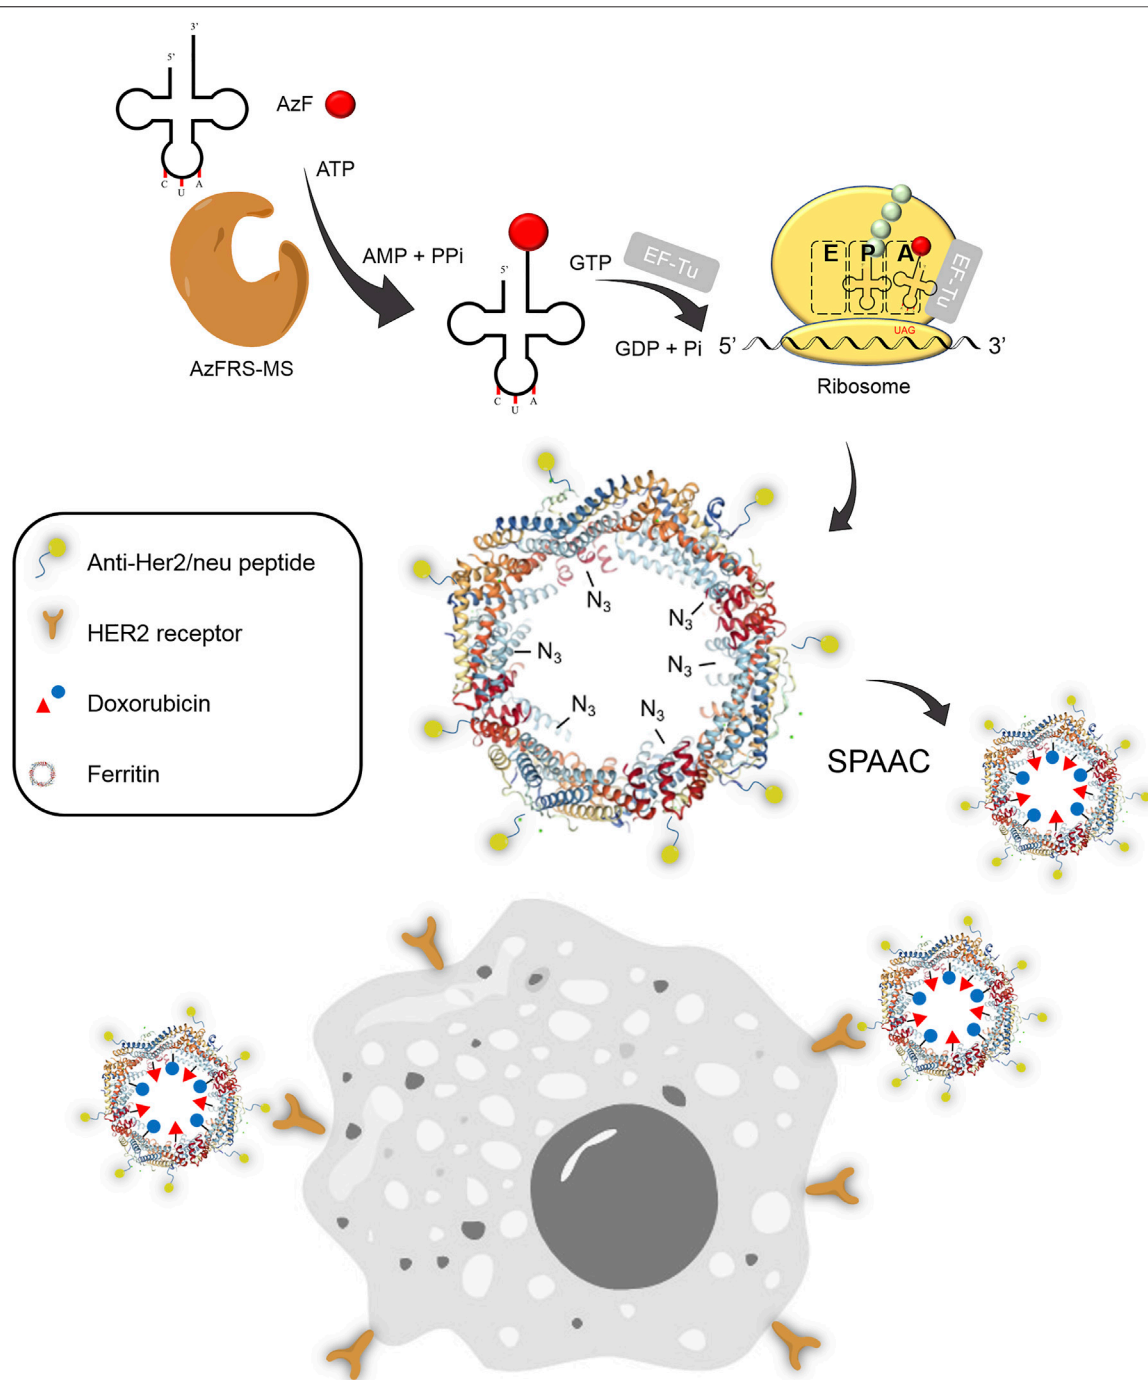 3’
5’
AzF
ATP
C U A
AzFRS-MS
AMP + PPi
5’
C U A
GTP
EF-Tu
GDP + Pi
E P A
EF-Tu
UAG
5’
3’
Ribosome
Anti-Her2/neu peptide
HER2 receptor
Doxorubicin
Ferritin
N3
N3
N3
N3
N3
N3
SPAAC